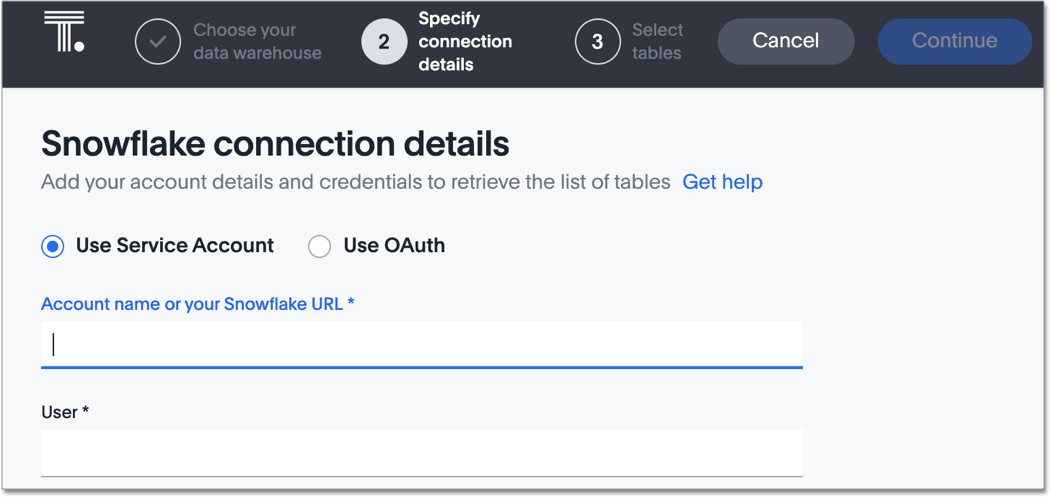 T.
Choose your
data warehouse
2
Specify
connection
details
3
Select
tables
Cancel
Continue
Snowflake connection details
Add your account details and credentials to retrieve the list of tables Get help
Use Service Account
Use OAuth
Account name or your Snowflake URL *
User *